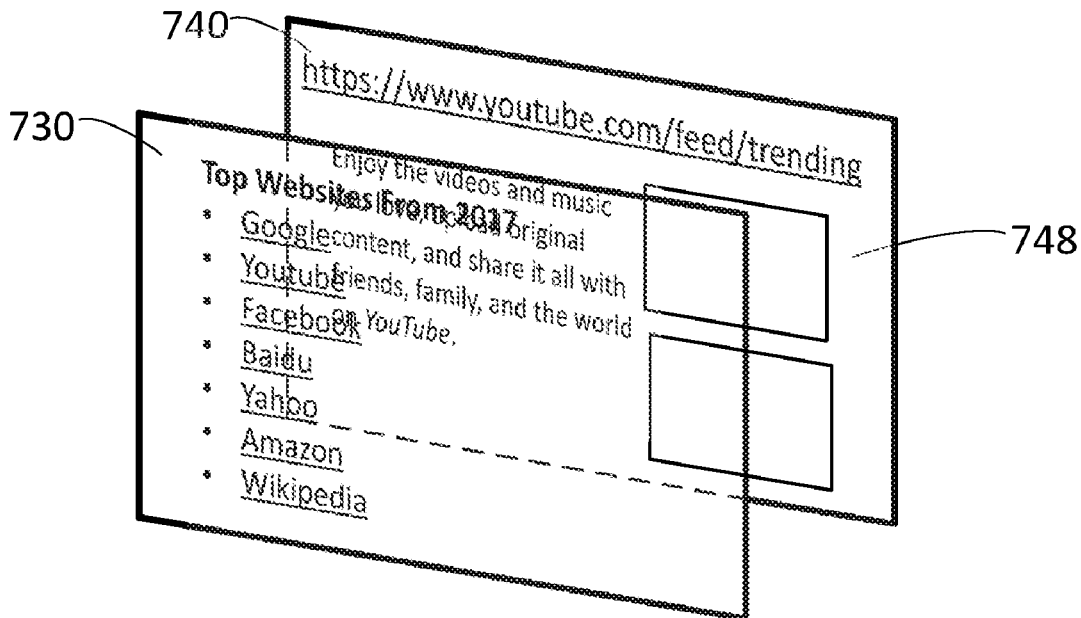 740
https://www.youtube.com/feed/trending
730
Enjoy the videos and music
original
content, and share it all with
friends, family, and the world
YouTube.
748
Top Websites From 2017
* Google
* Youtube
* Facebook
* Baidu
* Yahoo
* Amazon
* Wikipedia